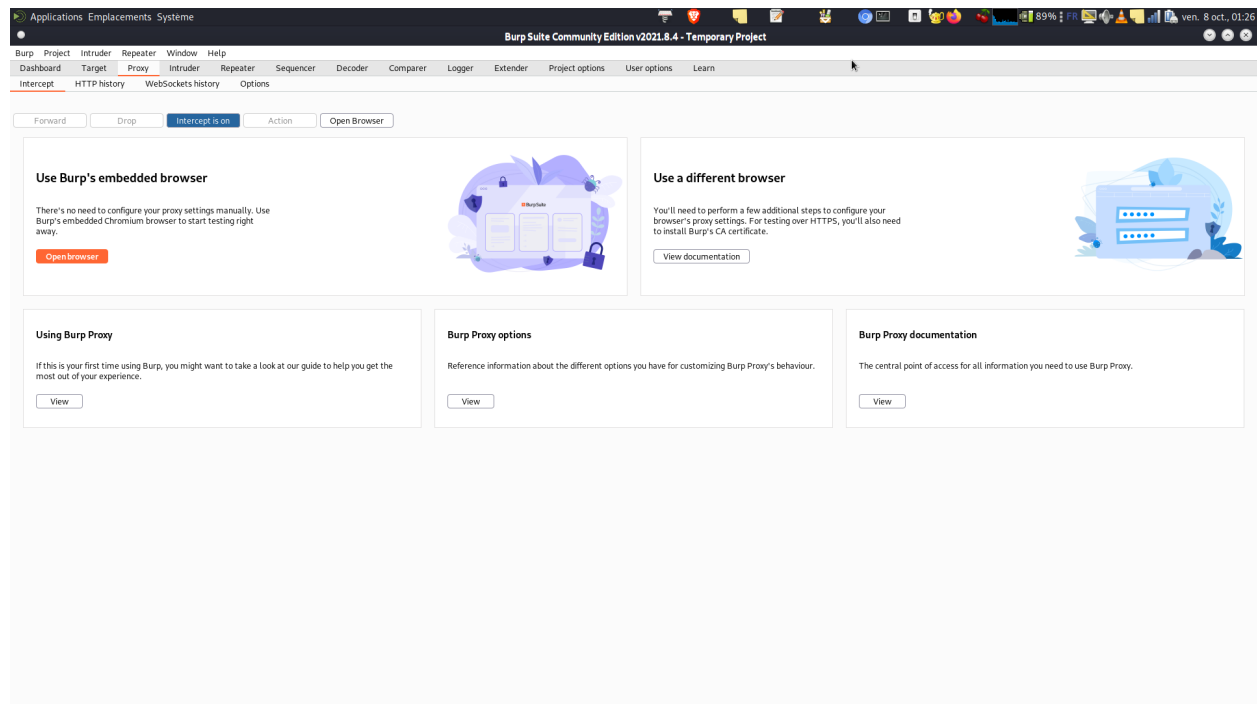 Applications Emplacements Système
89% FR ven. 8 oct., 01:26
Burp Suite Community Edition v2021.8.4 - Temporary Project
Burp Project Intruder Repeater Window Help
Dashboard Target Proxy Intruder Repeater Sequencer Decoder Comparer Logger Extender Project options User options Learn
Intercept HTTP history WebSockets history Options
Forward Drop Intercept is on Action Open Browser
Use Burp's embedded browser
There's no need to configure your proxy settings manually. Use
Burp's embedded Chromium browser to start testing right
away.
Open browser
BurpSuite
Use a different browser
You'll need to perform a few additional steps to configure your
browser's proxy settings. For testing over HTTPS, you'll also need
to install Burp's CA certificate.
View documentation
Using Burp Proxy
If this is your first time using Burp, you might want to take a look at our guide to help you get the
most out of your experience.
View
Burp Proxy options
Reference information about the different options you have for customizing Burp Proxy's behaviour.
View
Burp Proxy documentation
The central point of access for all information you need to use Burp Proxy.
View